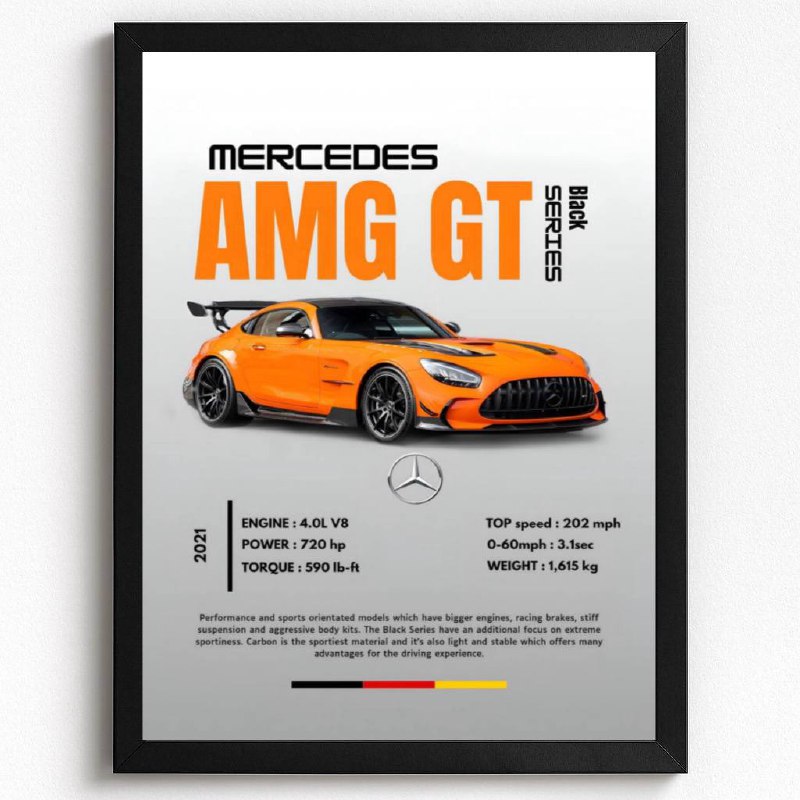 MERCEDES
AMG GT
Black
SERIES
2021
ENGINE : 4.0L V8
POWER : 720 hp
TORQUE : 590 lb-ft
TOP speed : 202 mph
0-60mph : 3.1sec
WEIGHT : 1,615 kg
Performance and sports orientated models which have bigger engines, racing brakes, stiff
suspension and aggressive body kits. The Black Series have an additional focus on extreme
sportiness. Carbon is the sportiest material and it's also light and stable which offers many
advantages for the driving experience.